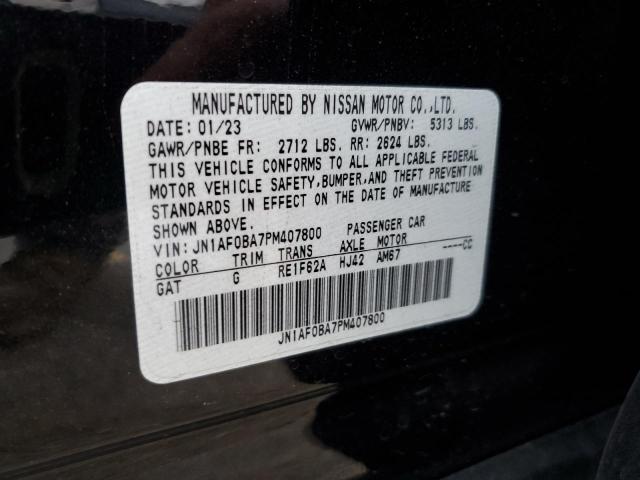 MANUFACTURED BY NISSAN MOTOR CO.,LTD.
DATE: 01/23 GVWR/PNBV: 5313 LBS.
GAWR/PNBE FR: 2712 LBS. RR: 2624 LBS.
THIS VEHICLE CONFORMS TO ALL APPLICABLE FEDERAL
MOTOR VEHICLE SAFETY,BUMPER,AND THEFT PREVENTION
STANDARDS IN EFFECT ON THE DATE OF MANUFACTURE
SHOWN ABOVE.
VIN: JN1AF0BA7PM407800 PASSENGER CAR
COLOR TRIM TRANS AXLE MOTOR ----CC
GAT G RE1F62A HJ42 AM67
JN1AF0BA7PM407800